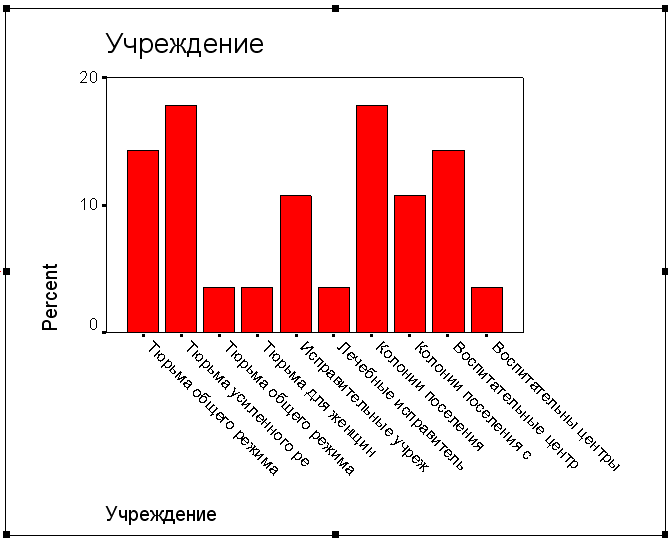 Учреждение
20
10
0
Percent
Тюрьма общего режима
Тюрьма усиленного ре
Тюрьма общего режима
Тюрьма для женщин
Исправительные учреж
Лечебные исправитель
Колонии поселения
Колонии поселения с
Воспитательные центр
Воспитательны центры
Учреждение